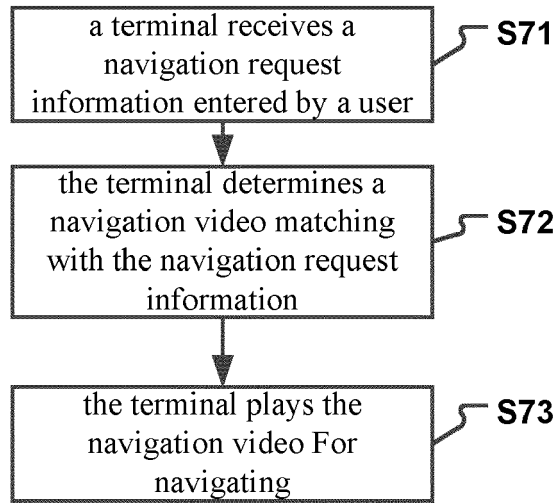 a terminal receives a
navigation request
information entered by a user
S71
the terminal determines a
navigation video matching
with the navigation request
information
S72
the terminal plays the
navigation video For
navigating
S73